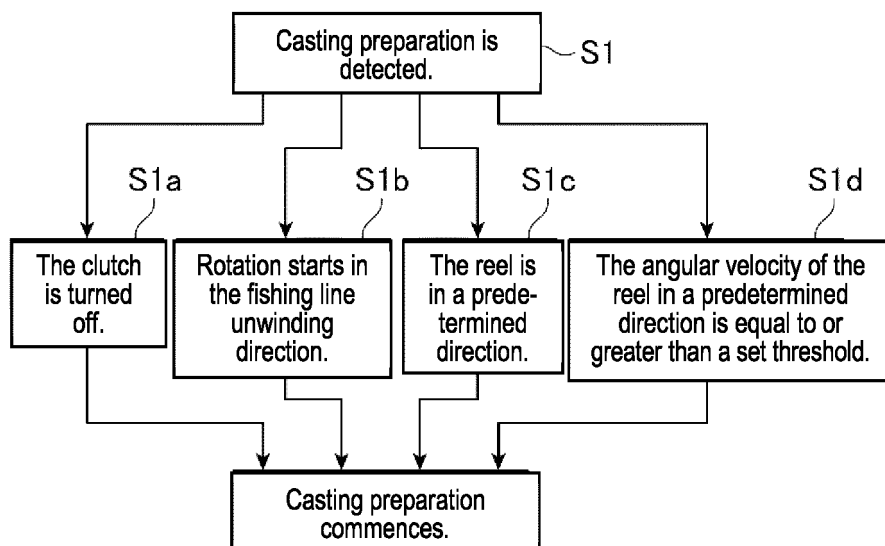 Casting preparation is
detected.
S1
S1a
S1b
S1c
S1d
The clutch
is turned
off.
Rotation starts in
the fishing line
unwinding
direction.
The reel is
in a prede-
termined
direction.
The angular velocity of the
reel in a predetermined
direction is equal to or
greater than a set threshold.
Casting preparation
commences.